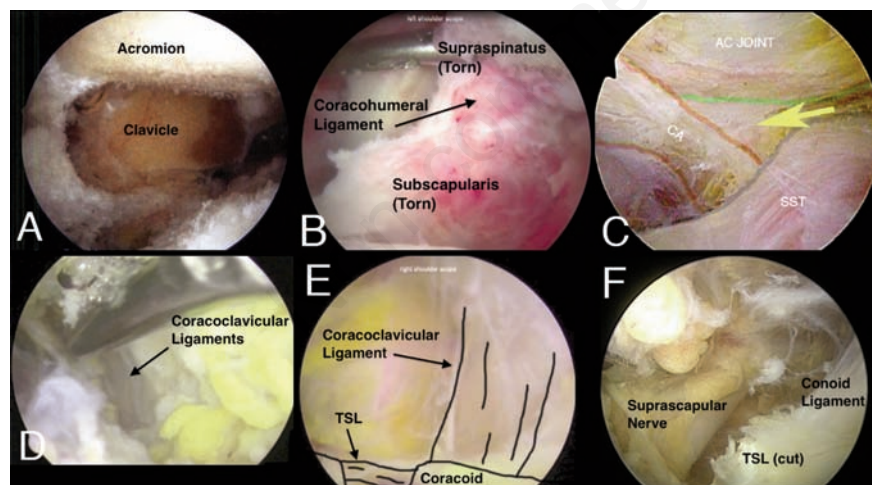 Acromion
Clavicle
A
left shoulder scope
Supraspinatus
(Torn)
Coracohumeral
Ligament
Subscapularis
(Torn)
B
AC JOINT
CA
SST
C
Coracoclavicular
Ligaments
D
E
right shoulder scope
Coracoclavicular
Ligament
TSL
Coracoid
F
Suprascapular
Nerve
Conoid
Ligament
TSL (cut)